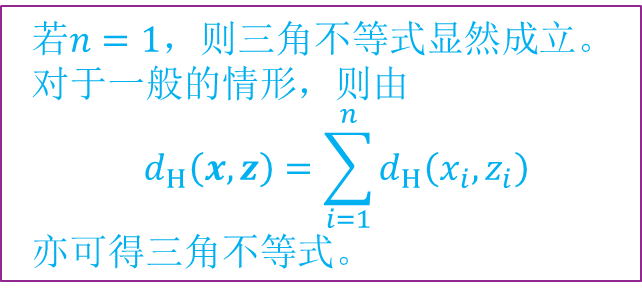 若n = 1，则三角不等式显然成立。
对于一般的情形，则由
d_H(x, z) = \sum_{i=1}^{n} d_H(x_i, z_i)
亦可得三角不等式。